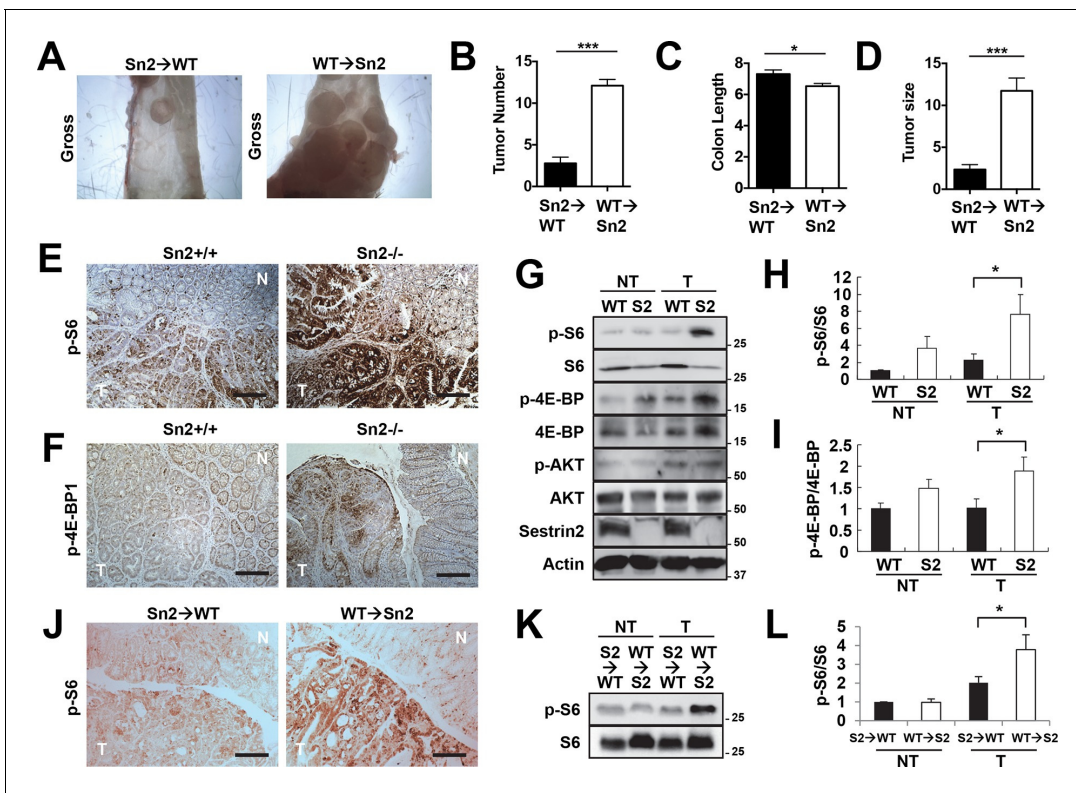 A
Sn2→WT
WT→Sn2
Gross
Gross
B
Tumor Number
15
10
5
0
***
Sn2→
WT
WT→
Sn2
C
Colon Length
8
6
4
2
0
*
Sn2→
WT
WT→
Sn2
D
Tumor size
15
10
5
0
***
Sn2→
WT
WT→
Sn2
E
Sn2+/+
Sn2-/-
p-S6
N
T
N
T
F
Sn2+/+
Sn2-/-
p-4E-BP1
N
T
N
T
G
NT T
WT S2 WT S2
p-S6
25
S6
25
p-4E-BP
15
4E-BP
15
p-AKT
50
AKT
50
Sestrin2
50
Actin
37
H
p-S6/S6
12
10
8
6
4
2
0
*
WT S2 WT S2
NT T
I
p-4E-BP/4E-BP
2.5
2
1.5
1
0.5
0
*
WT S2 WT S2
NT T
J
Sn2→WT
WT→Sn2
p-S6
N
T
N
T
K
NT T
S2→WT WT→S2 S2→WT WT→S2
p-S6
25
S6
25
L
p-S6/S6
5
4
3
2
1
0
*
S2→WT WT→S2 S2→WT WT→S2
NT T